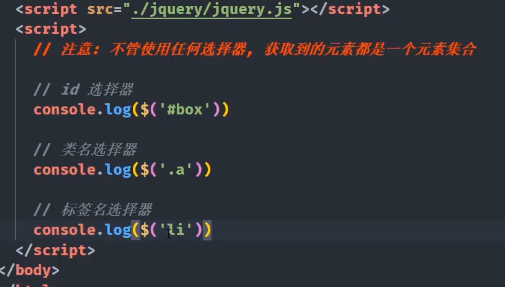 <script src="./jquery/jquery.js"></script>
<script>
// 注意: 不管使用任何选择器, 获取到的元素都是一个元素集合
// id 选择器
console.log($('#box'))
// 类名选择器
console.log($('.a'))
// 标签名选择器
console.log($('li'))
</script>
</body>